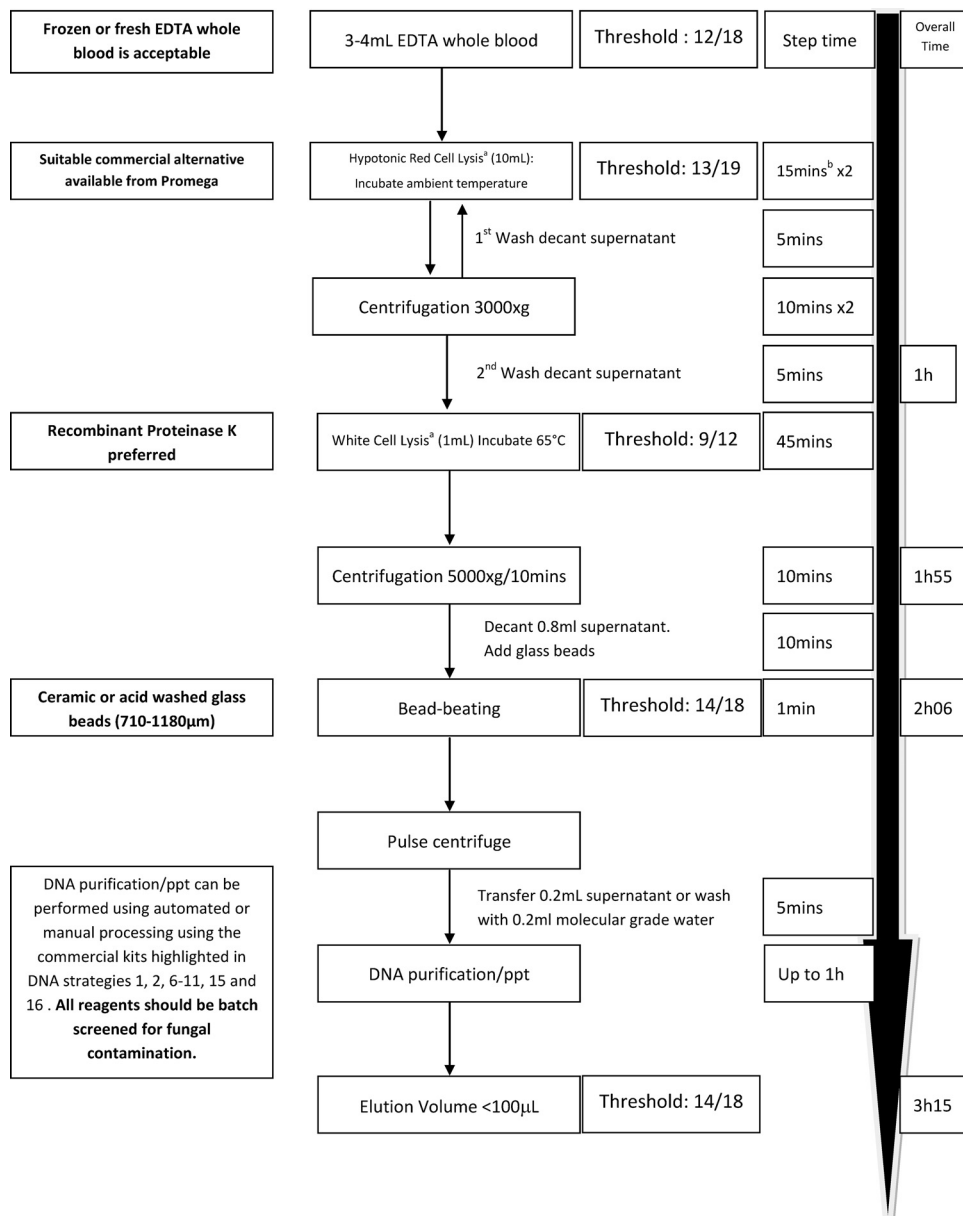 Frozen or fresh EDTA whole
blood is acceptable
3-4mL EDTA whole blood
Threshold : 12/18
Step time
Overall
Time
Suitable commercial alternative
available from Promega
Hypotonic Red Cell Lysisᵃ (10mL):
Incubate ambient temperature
Threshold: 13/19
15minsᵇ x2
1ˢᵗ Wash decant supernatant
5mins
Centrifugation 3000xg
10mins x2
2ⁿᵈ Wash decant supernatant
5mins
1h
Recombinant Proteinase K
preferred
White Cell Lysisᵃ (1mL) Incubate 65°C
Threshold: 9/12
45mins
Centrifugation 5000xg/10mins
10mins
1h55
Decant 0.8ml supernatant.
Add glass beads
10mins
Ceramic or acid washed glass
beads (710-1180µm)
Bead-beating
Threshold: 14/18
1min
2h06
Pulse centrifuge
DNA purification/ppt can be
performed using automated or
manual processing using the
commercial kits highlighted in
DNA strategies 1, 2, 6-11, 15 and
16 . All reagents should be batch
screened for fungal
contamination.
Transfer 0.2mL supernatant or wash
with 0.2ml molecular grade water
5mins
DNA purification/ppt
Up to 1h
Elution Volume <100µL
Threshold: 14/18
3h15